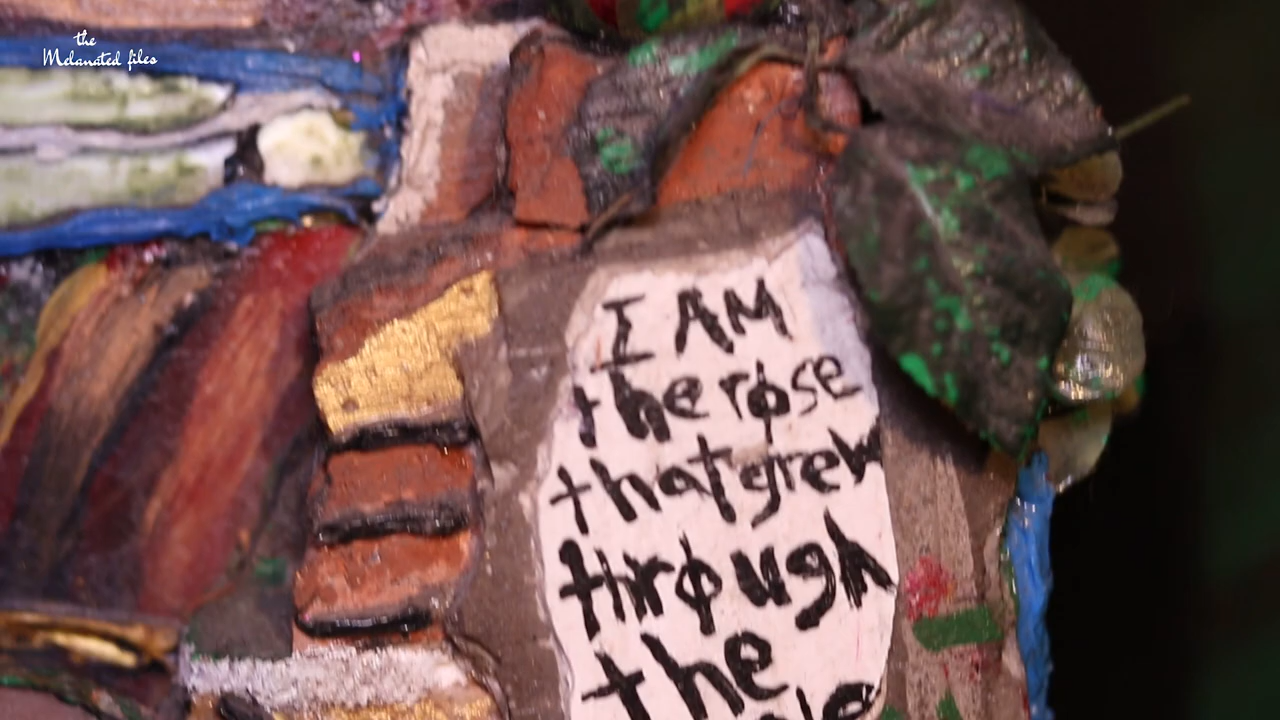 the
Melanated files
I AM
the rose
that grew
through
the